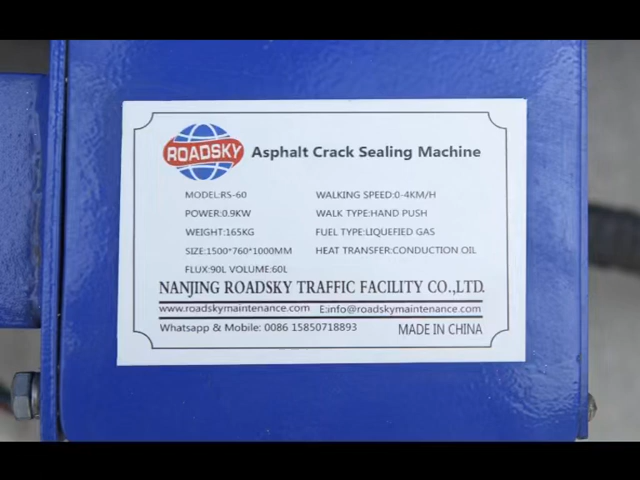 ROADSKY
Asphalt Crack Sealing Machine
MODEL:RS-60
WALKING SPEED:0-4KM/H
POWER:0.9KW
WALK TYPE:HAND PUSH
WEIGHT:165KG
FUEL TYPE:LIQUEFIED GAS
SIZE:1500*760*1000MM
HEAT TRANSFER:CONDUCTION OIL
FLUX:90L VOLUME:60L
NANJING ROADSKY TRAFFIC FACILITY CO.,LTD.
www.roadskymaintenance.com E:info@roadskymaintenance.com
Whatsapp & Mobile: 0086 15850718893
MADE IN CHINA